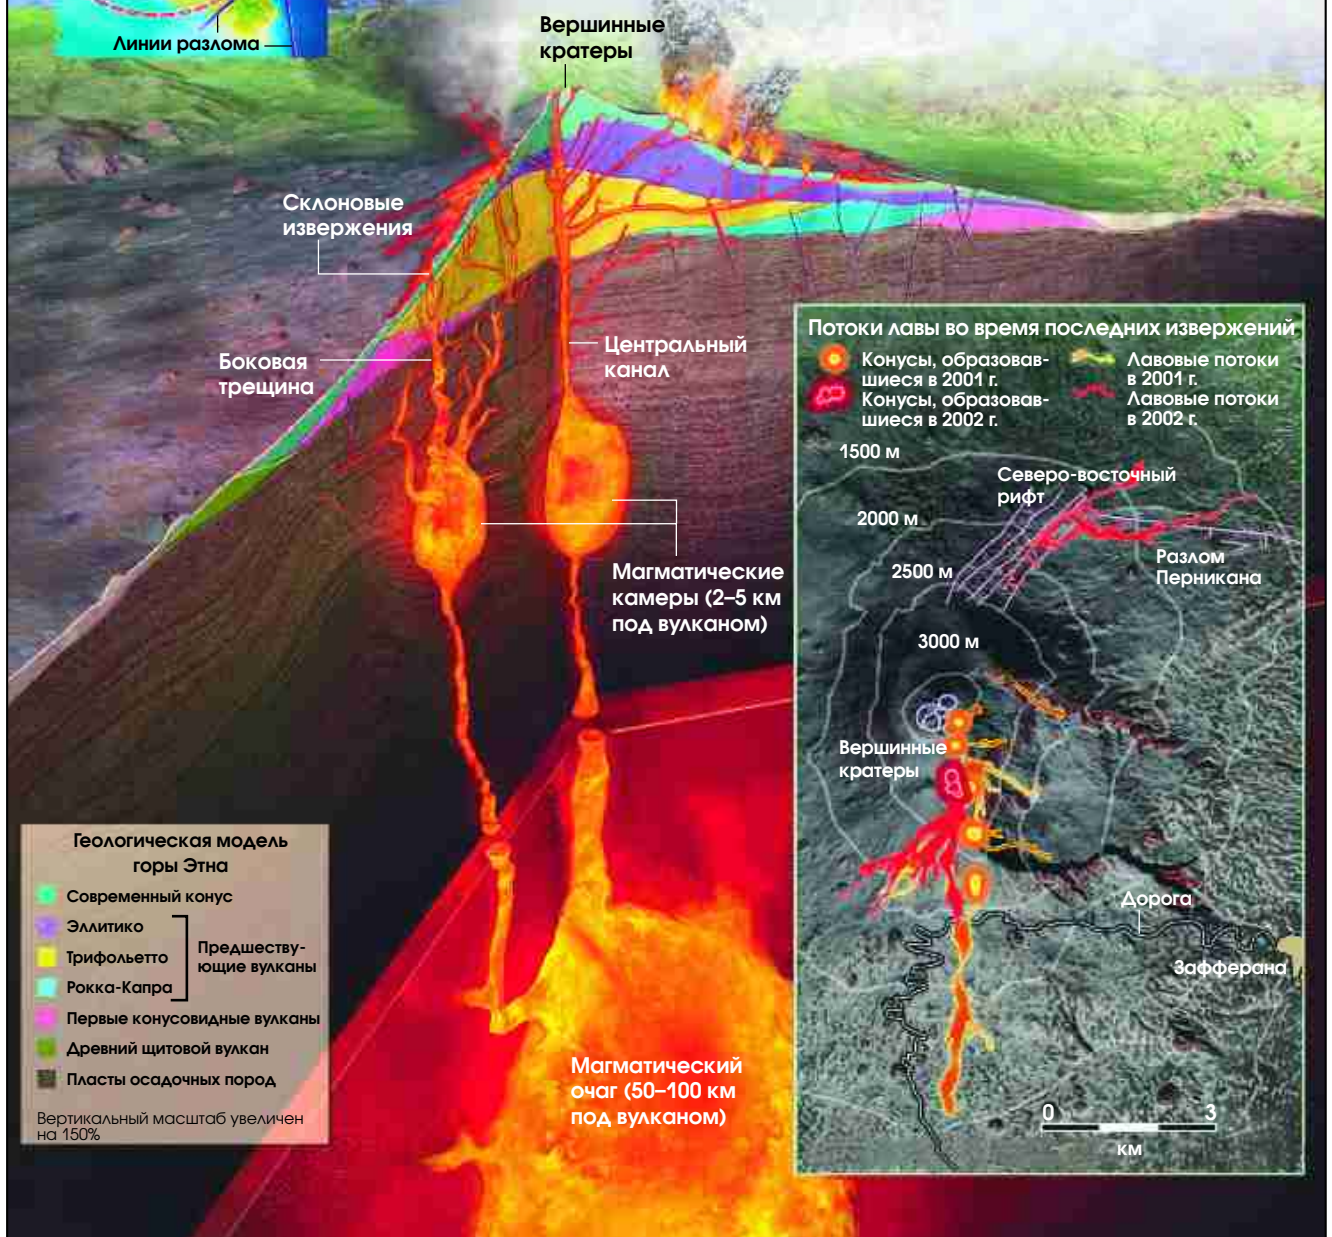 Линии разлома
Вершинные
кратеры
Склоновые
извержения
Боковая
трещина
Центральный
канал
Магматические
камеры (2–5 км
под вулканом)
Магматический
очаг (50–100 км
под вулканом)
Геологическая модель
горы Этна
Современный конус
Эллитико
Трифольетто
Рокка-Капра
Предшеству-
ющие вулканы
Первые конусовидные вулканы
Древний щитовой вулкан
Пласты осадочных пород
Вертикальный масштаб увеличен
на 150%
Потоки лавы во время последних извержений
Конусы, образовав-
шиеся в 2001 г.
Конусы, образовав-
шиеся в 2002 г.
Лавовые потоки
в 2001 г.
Лавовые потоки
в 2002 г.
1500 м
Северо-восточный
рифт
2000 м
Разлом
Перникана
2500 м
3000 м
Вершинные
кратеры
Дорога
Зафферана
0 3
км